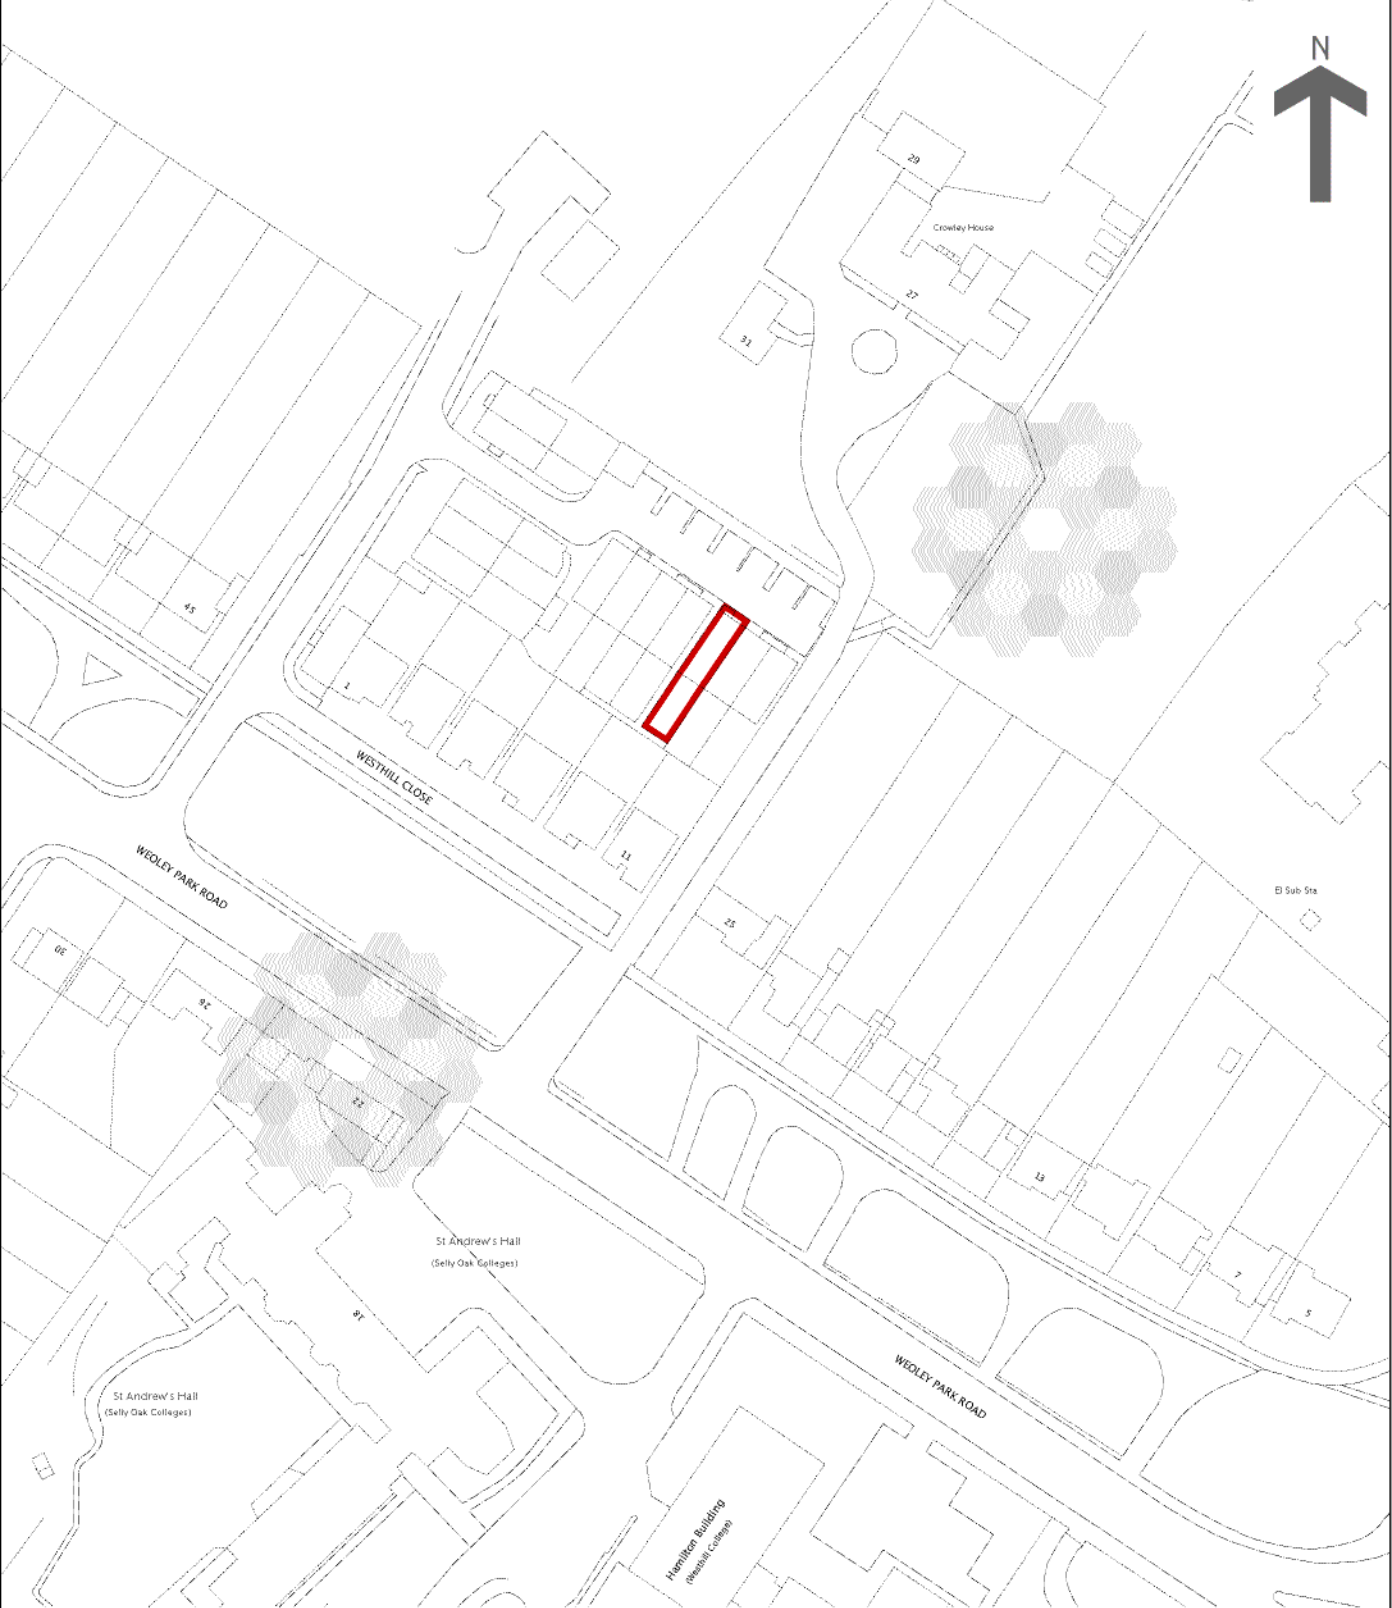 N
29
Crowley House
27
31
45
1
WESTHILL CLOSE
11
WEOLEY PARK ROAD
El Sub Sta
25
30
26
22
13
St Andrew's Hall
(Selly Oak Colleges)
7
5
18
WEOLEY PARK ROAD
St Andrew's Hall
(Selly Oak Colleges)
Hamilton Building
(Westhill College)